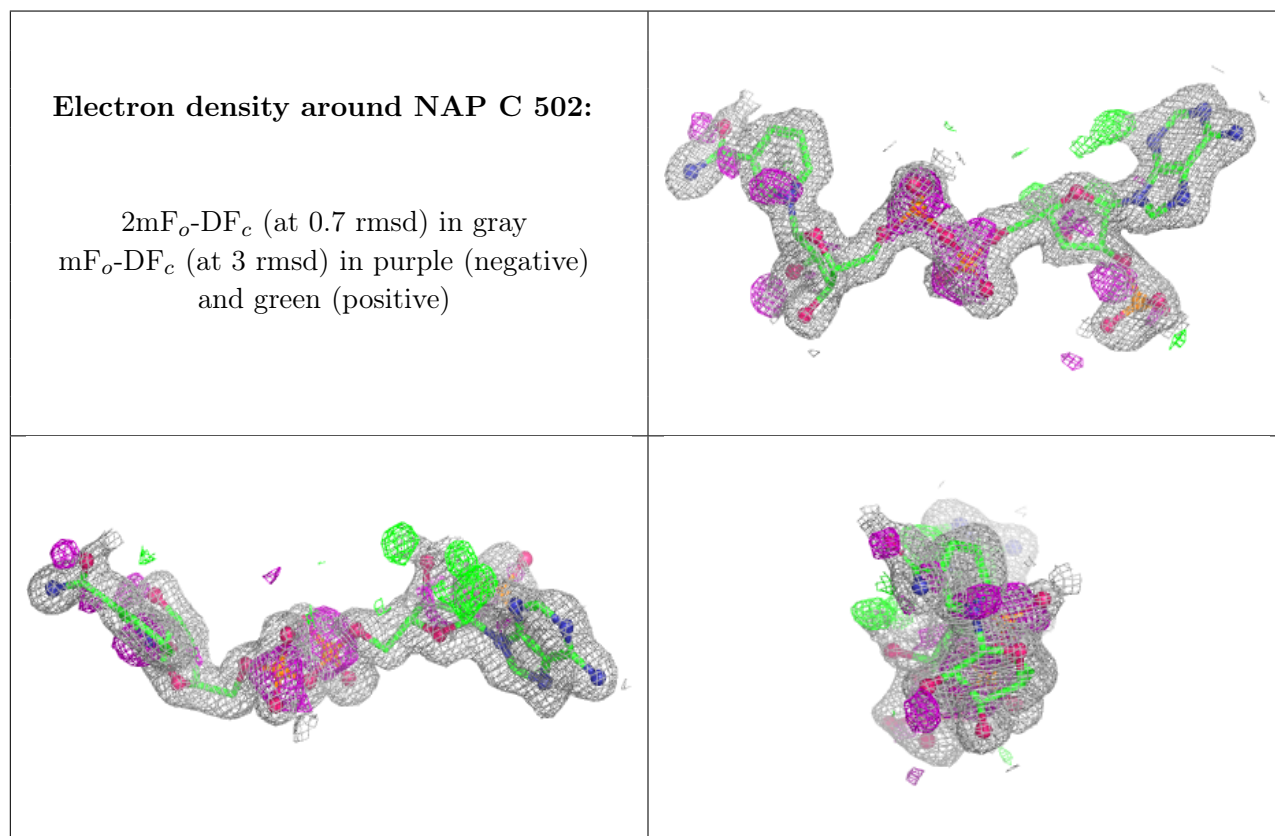 Electron density around NAP C 502:
2mFo-DFc (at 0.7 rmsd) in gray
mFo-DFc (at 3 rmsd) in purple (negative)
and green (positive)